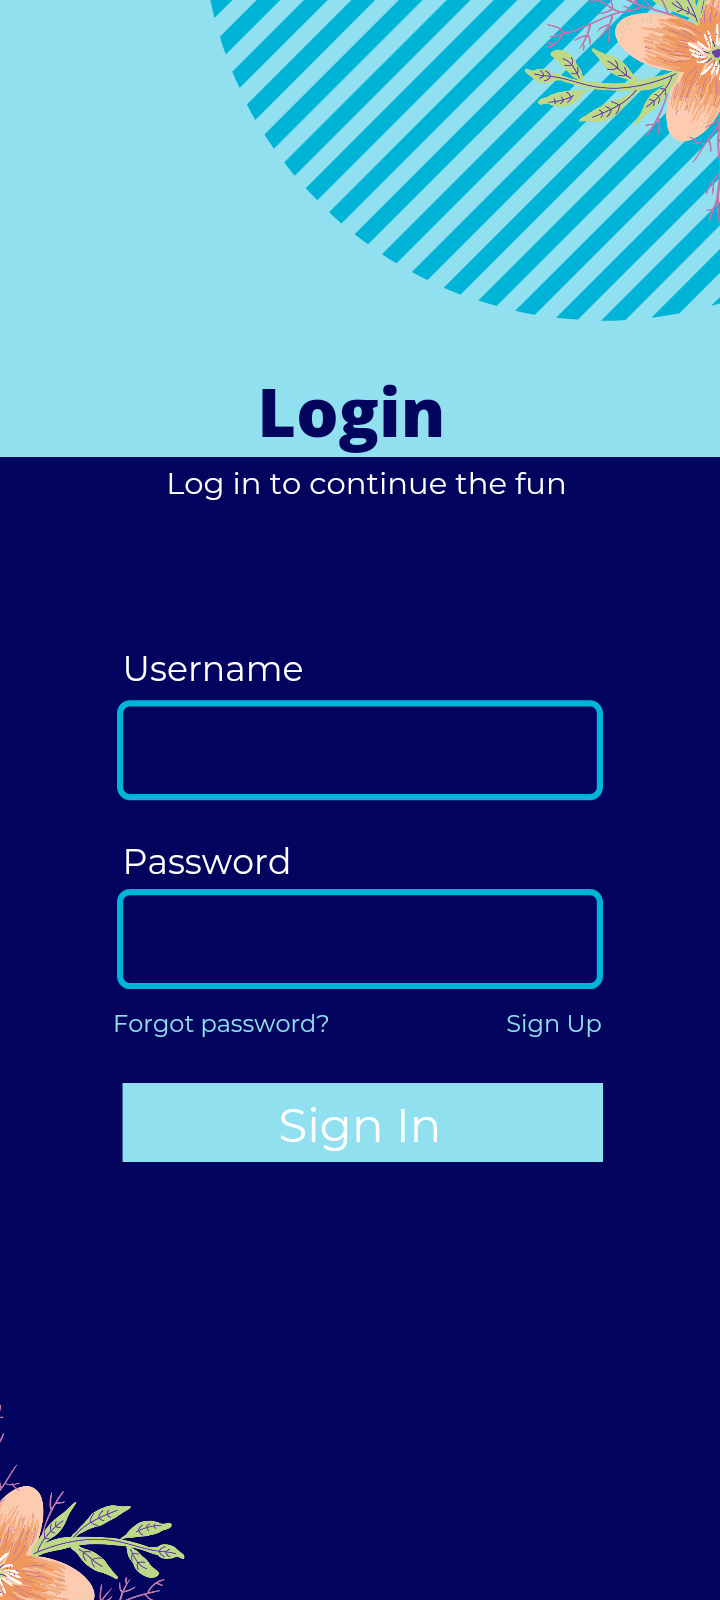 Login
Log in to continue the fun
Username
Password
Forgot password?
Sign Up
Sign In